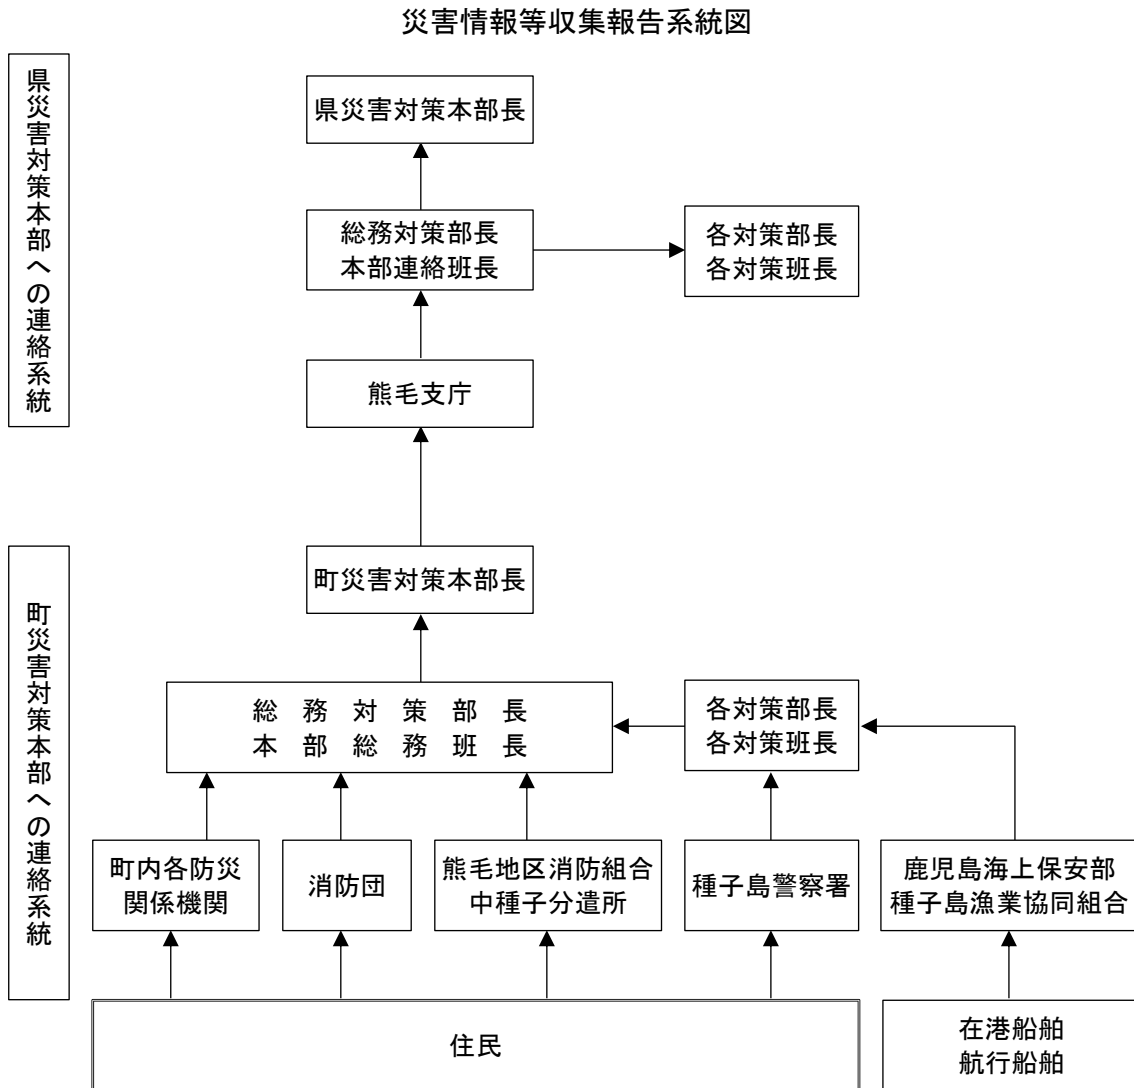 災害情報等収集報告系統図
県災害対策本部への連絡系統
県災害対策本部長
総務対策部長
本部連絡班長
各対策部長
各対策班長
熊毛支庁
町災害対策本部への連絡系統
町災害対策本部長
総務対策部長
本部総務班長
各対策部長
各対策班長
町内各防災
関係機関
消防団
熊毛地区消防組合
中種子分遣所
種子島警察署
鹿児島海上保安部
種子島漁業協同組合
住民
在港船舶
航行船舶